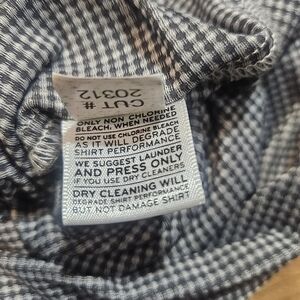 CUT #
20312
ONLY NON CHLORINE
BLEACH, WHEN NEEDED
DO NOT USE CHLORINE BLEACH
AS IT WILL DEGRADE
SHIRT PERFORMANCE
WE SUGGEST LAUNDER
AND PRESS ONLY
IF YOU USE DRY CLEANERS
DRY CLEANING WILL
DEGRADE SHIRT PERFORMANCE
BUT NOT DAMAGE SHIRT